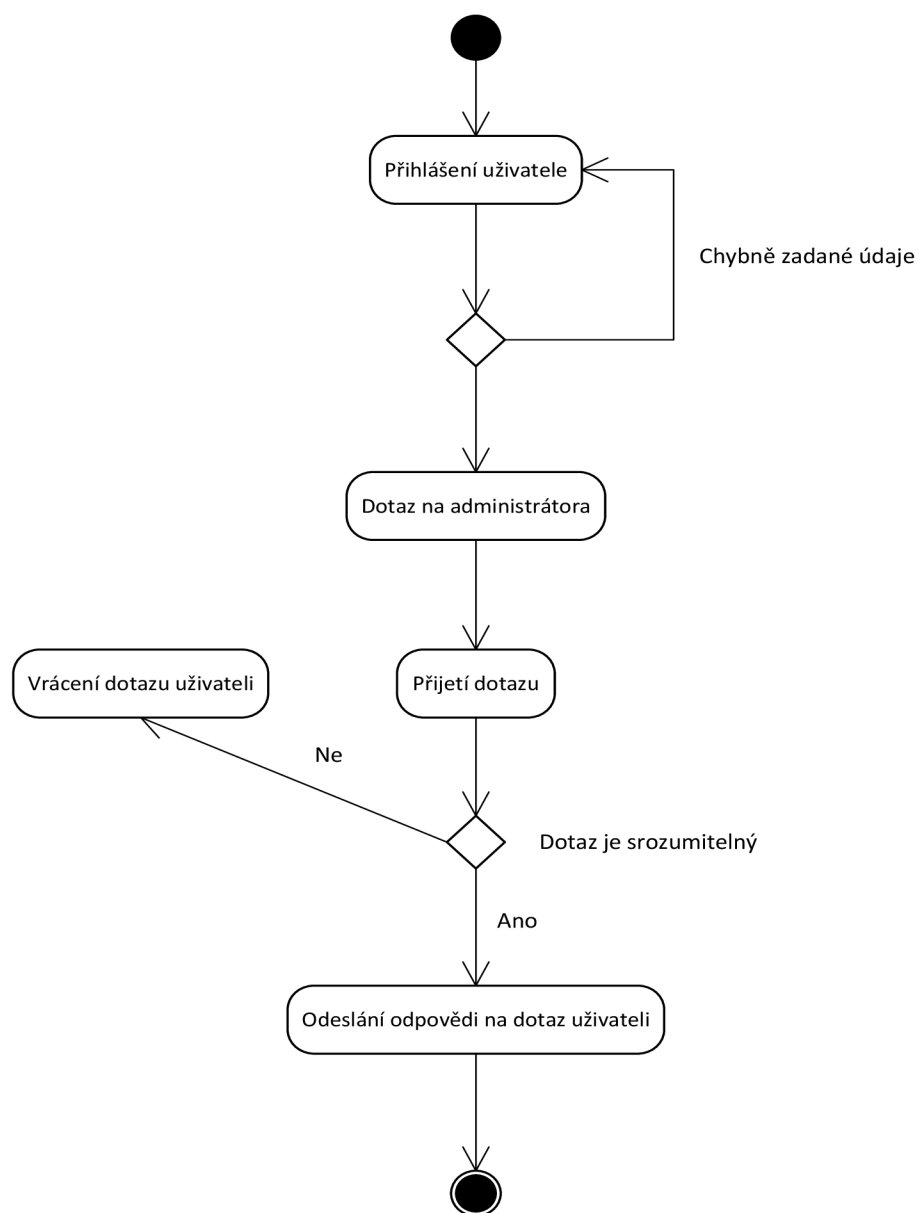 Přihlášení uživatele
Chybně zadané údaje
Dotaz na administrátora
Vrácení dotazu uživateli
Přijetí dotazu
Ne
Dotaz je srozumitelný
Ano
Odeslání odpovědi na dotaz uživateli